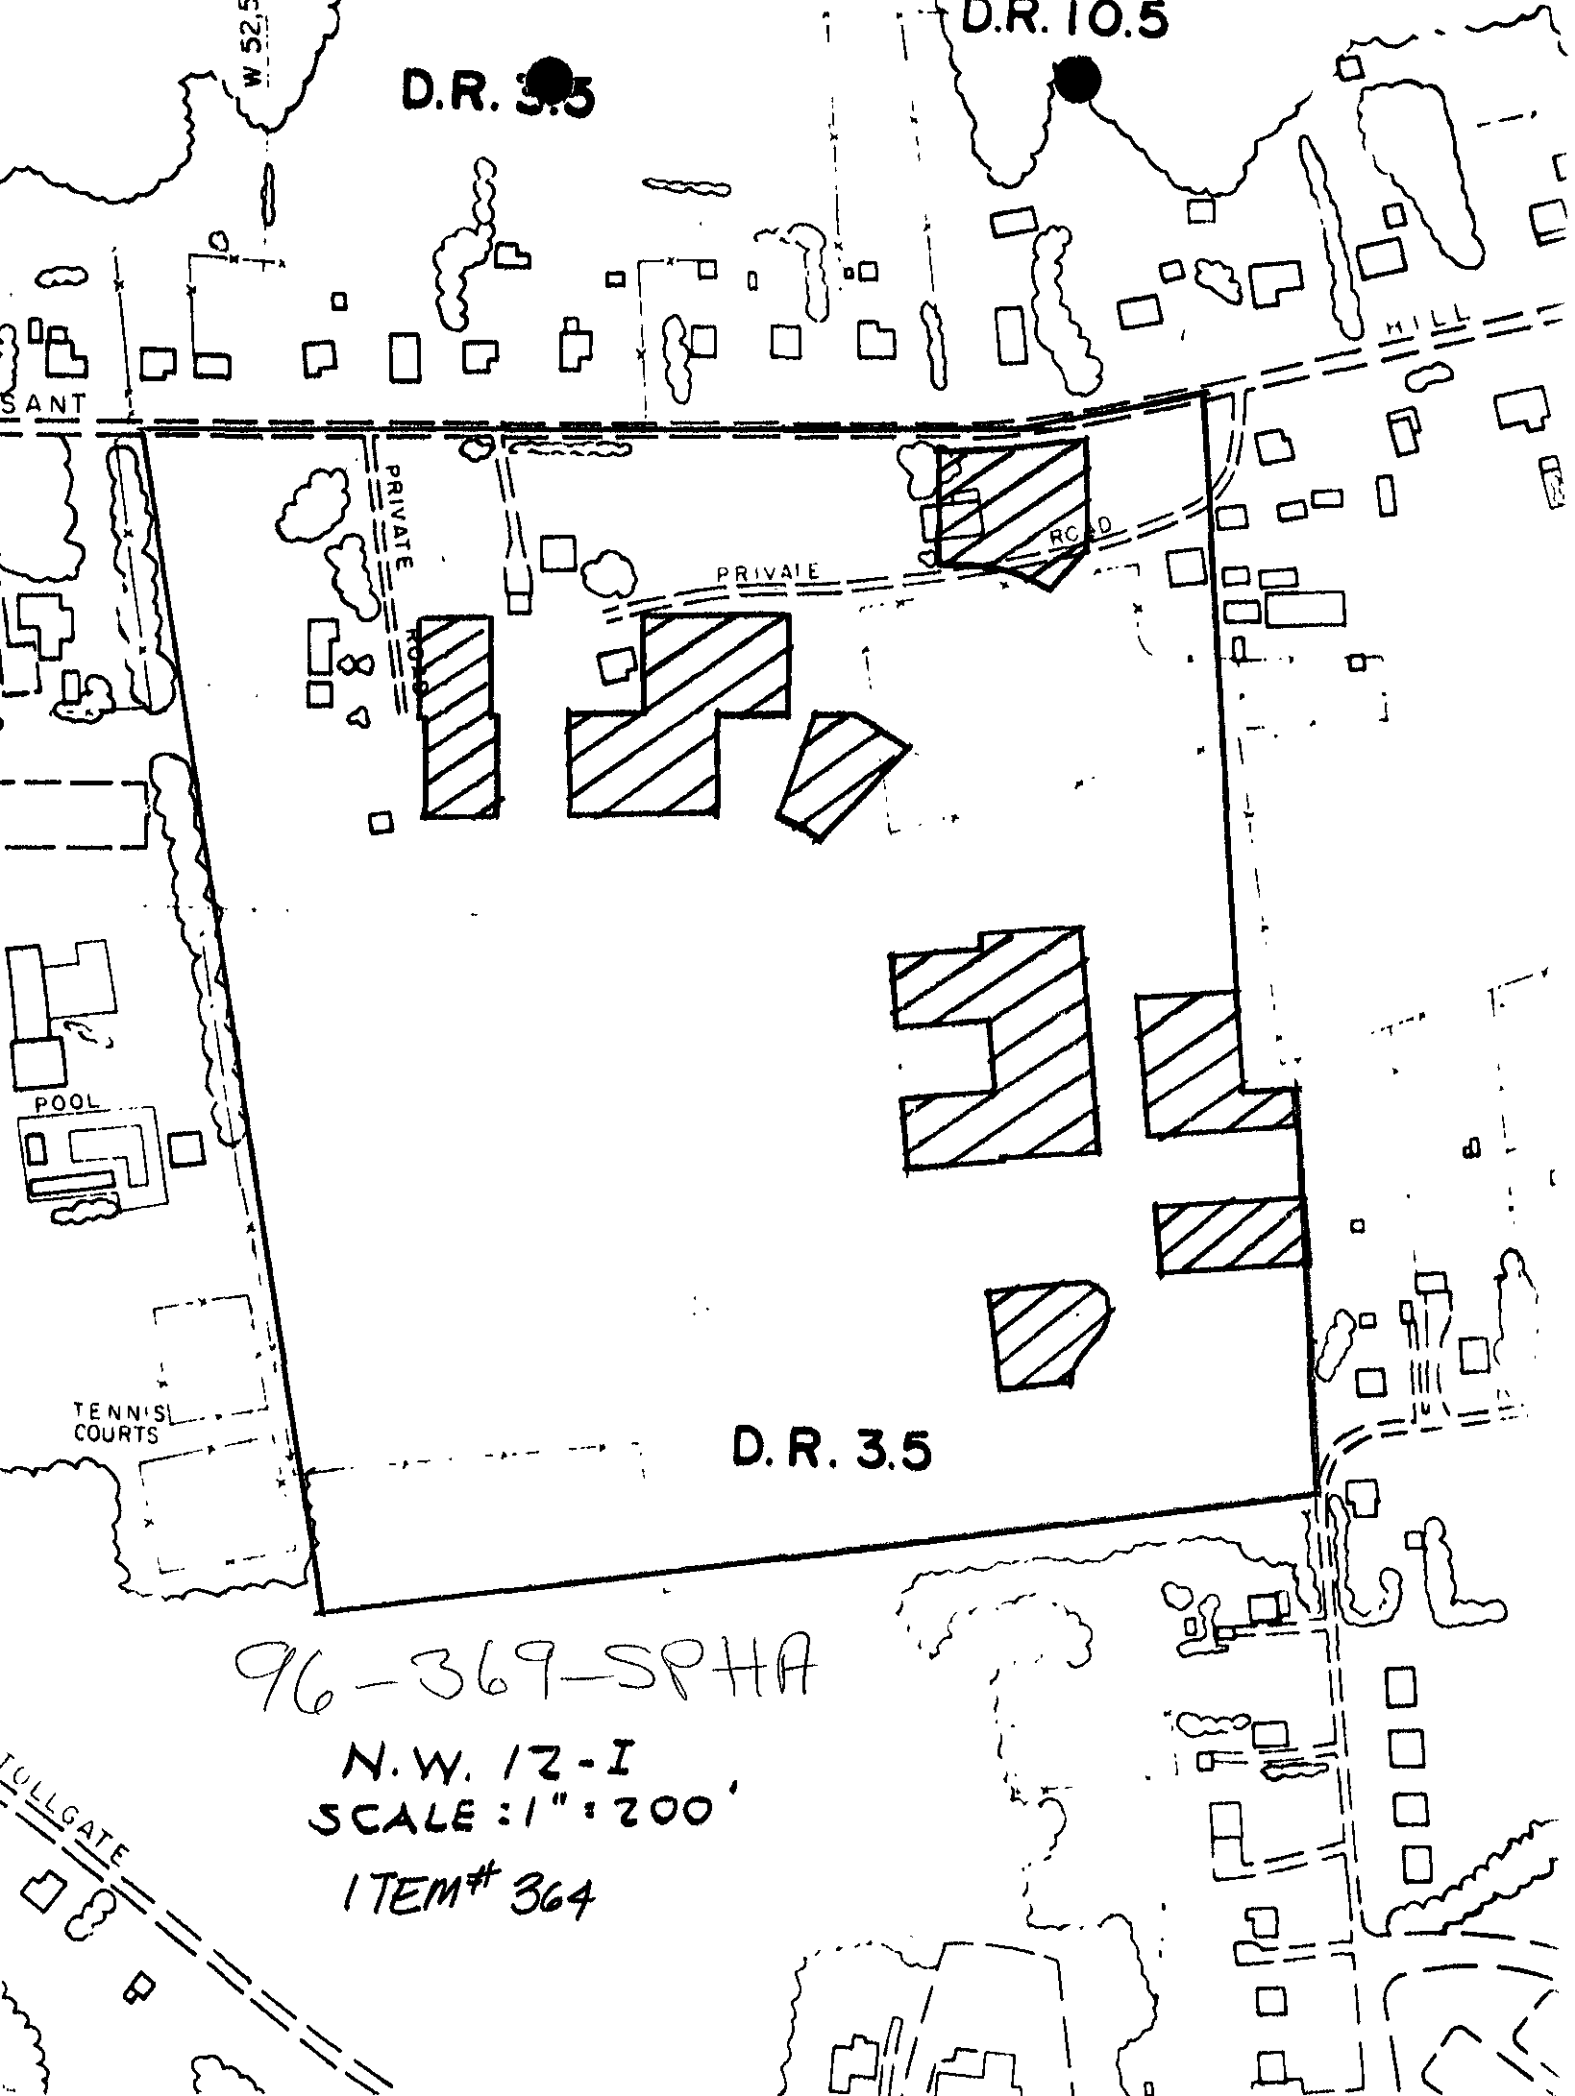 D.R. 10.5
W 52,5
D.R. 3.5
HILL
SANT
PRIVATE
ROAD
PRIVATE
ROAD
POOL
TENNIS
COURTS
D.R. 3.5
96-369-SPHA
N.W. 12-I
SCALE : 1" : 200'
ITEM# 364
TOLLGATE